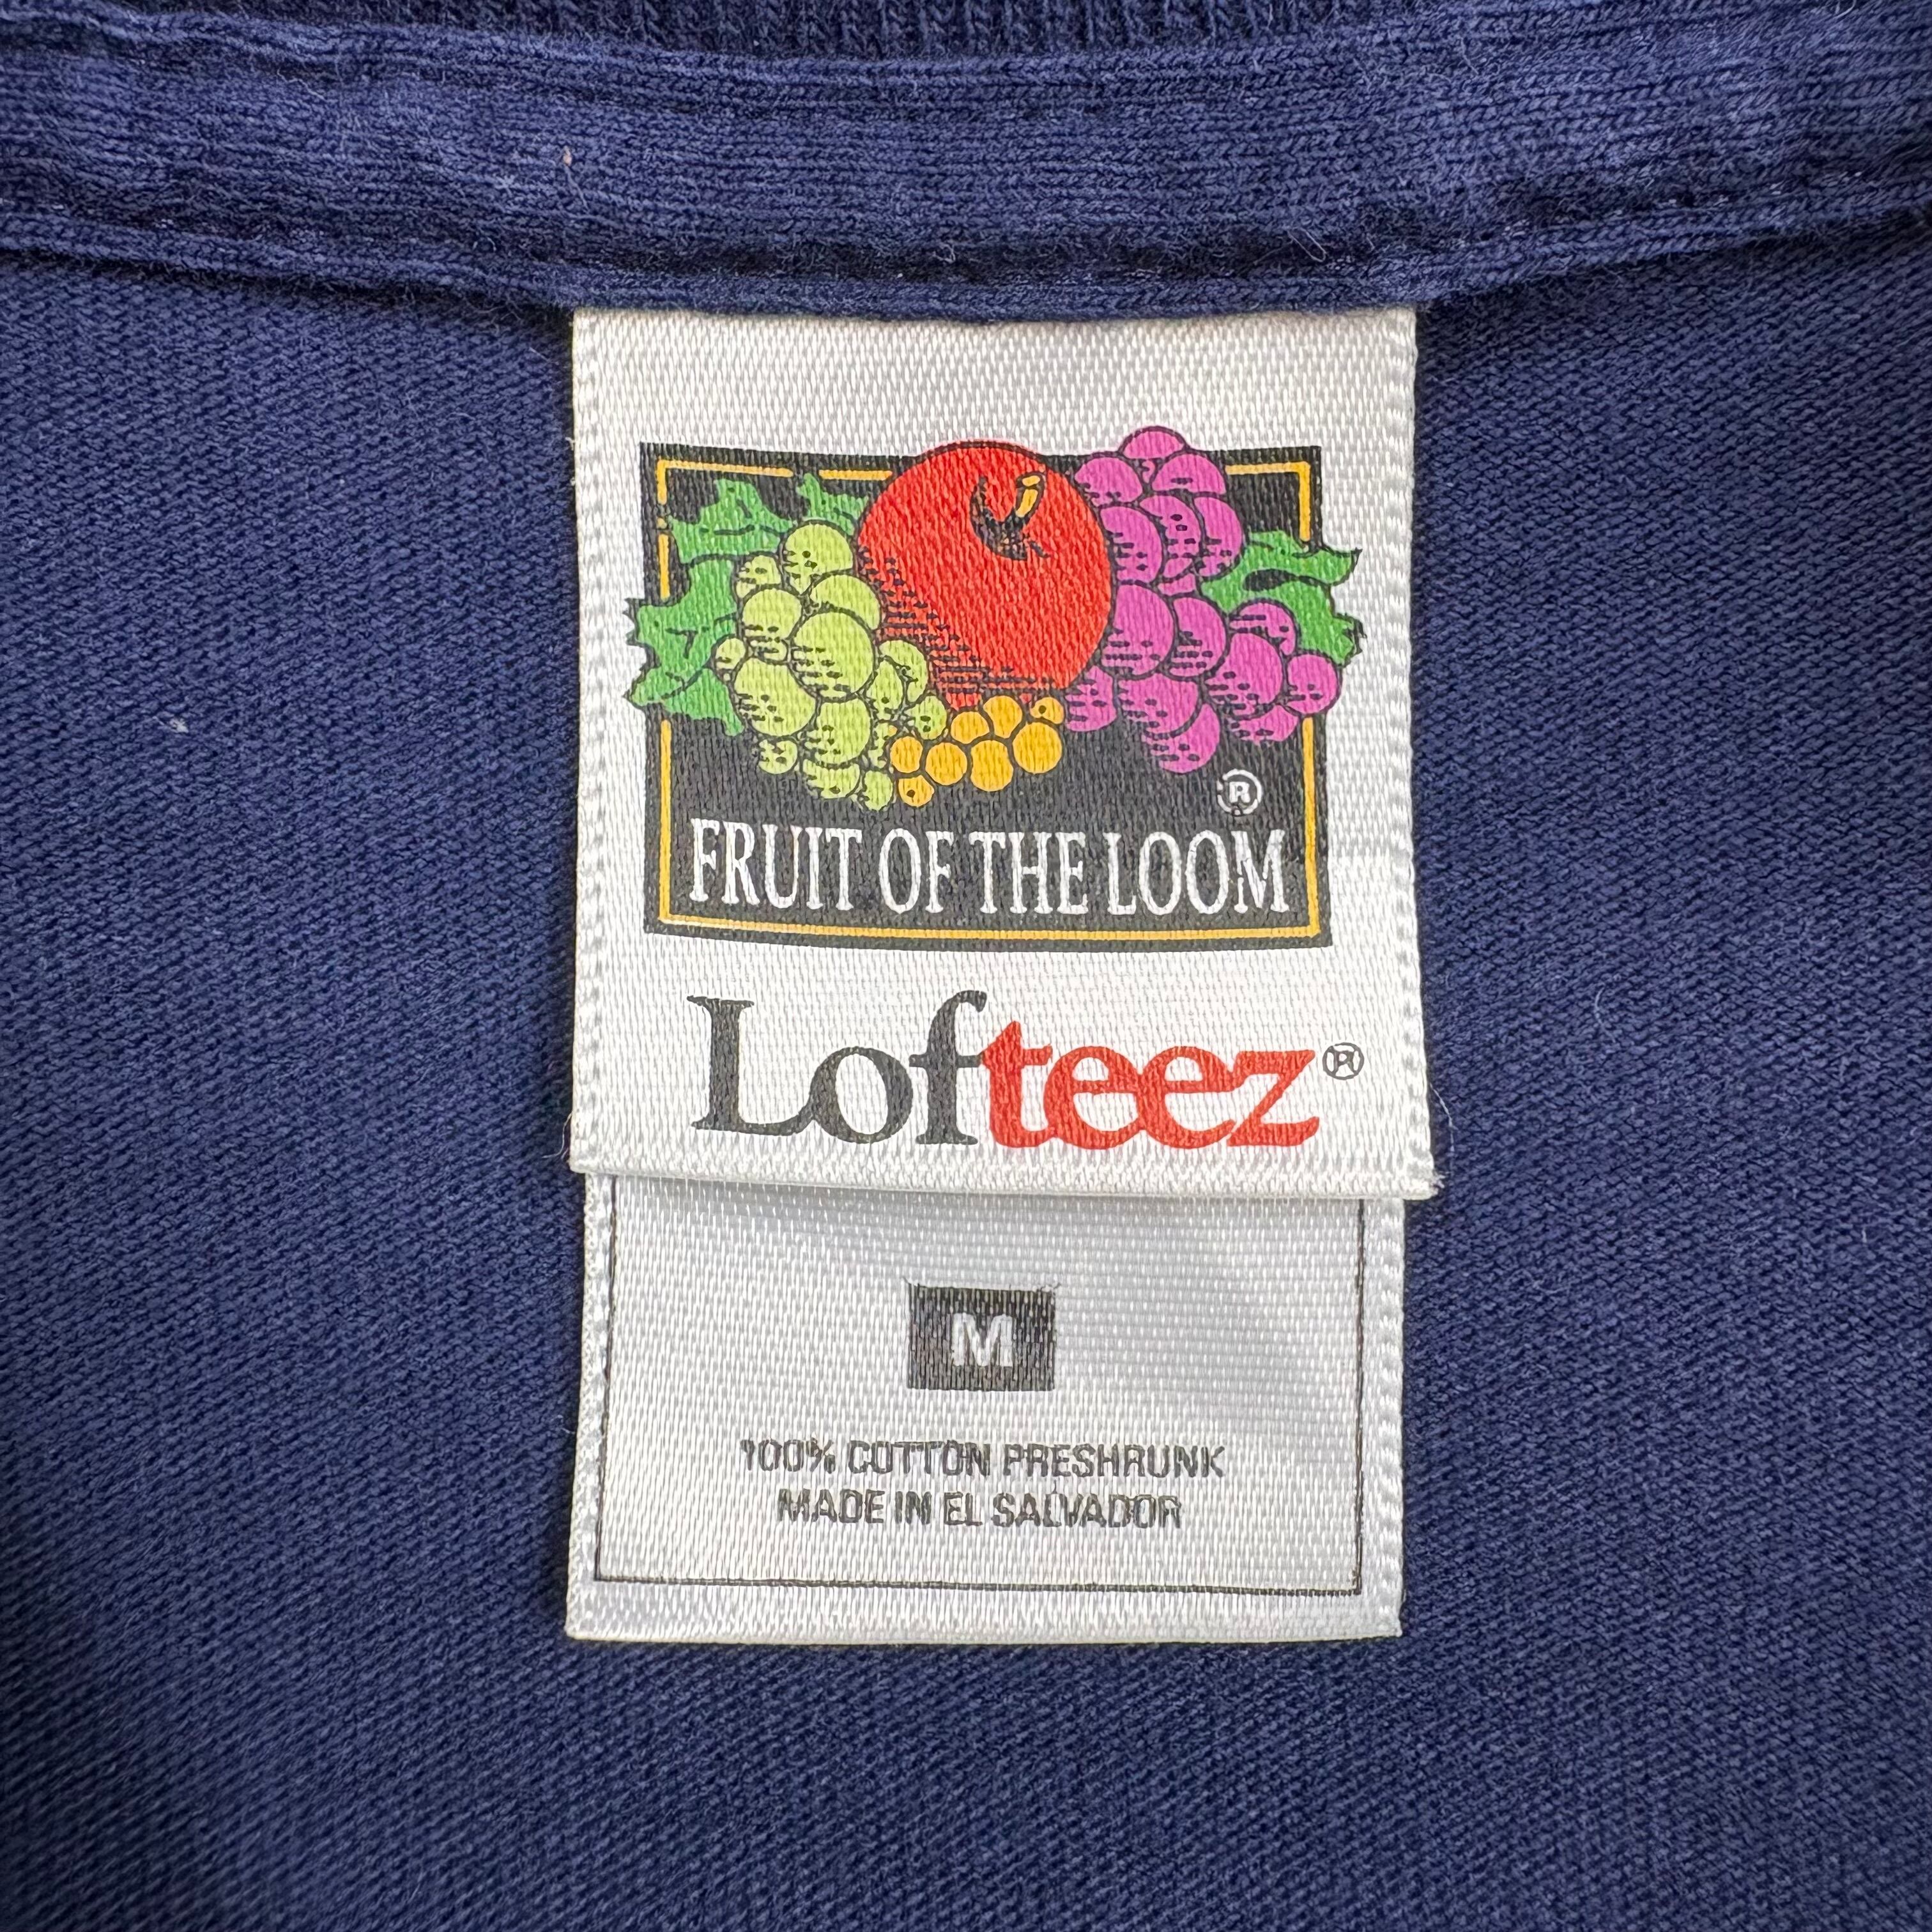 ®
FRUIT OF THE LOOM
Lofteez®
M
100% COTTON PRESHRUNK
MADE IN EL SALVADOR